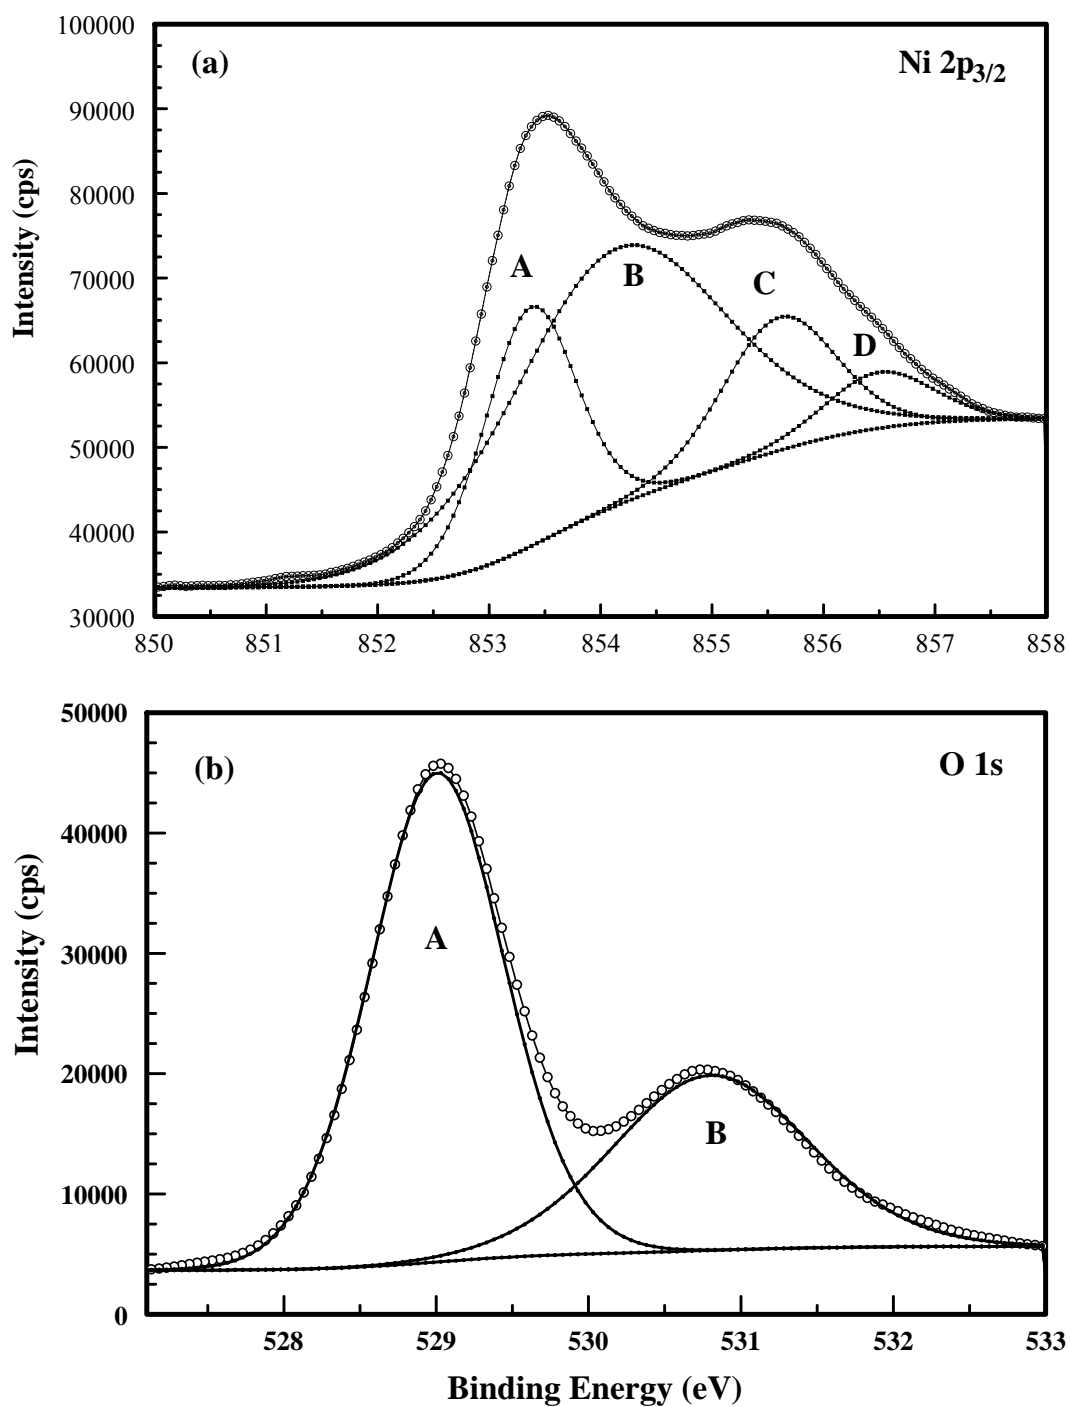 100000
(a)
Ni 2p3/2
90000
80000
70000
60000
50000
40000
30000
Intensity (cps)
A
B
C
D
850 851 852 853 854 855 856 857 858
50000
(b)
O 1s
40000
30000
20000
10000
0
Intensity (cps)
A
B
528 529 530 531 532 533
Binding Energy (eV)